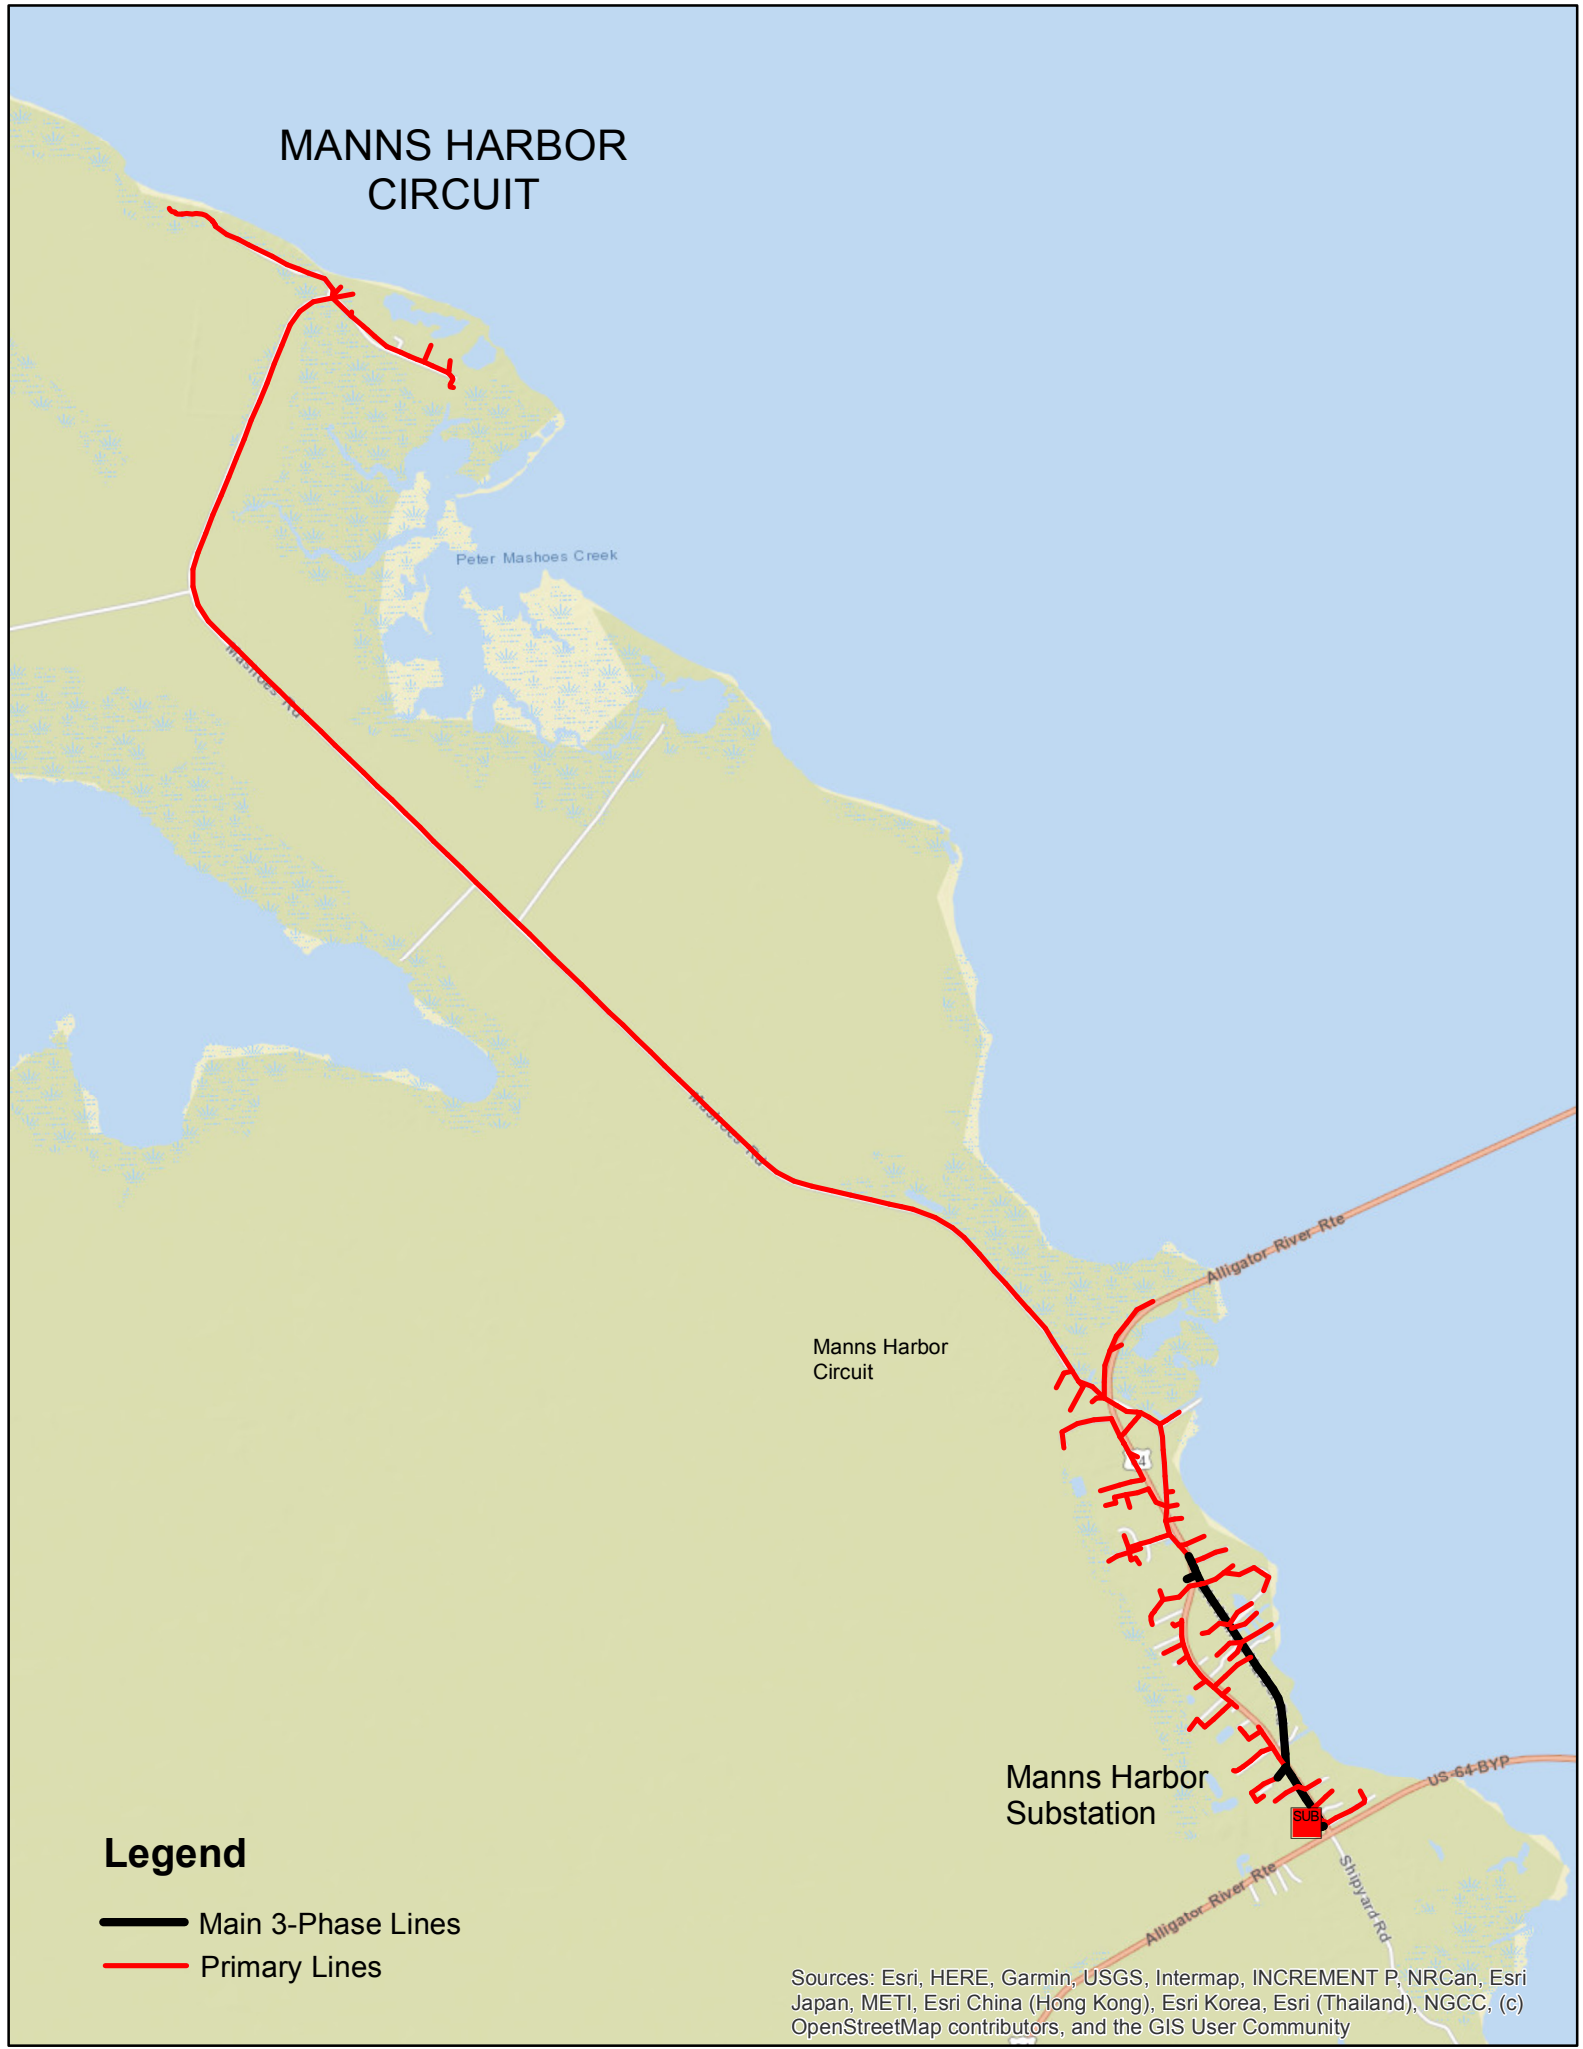 MANNS HARBOR
CIRCUIT
Peter Mashoes Creek
Mashoes Rd
Mashoes Rd
Alligator River Rte
Manns Harbor
Circuit
US-64 BYP
Manns Harbor
Substation
SUB
Shipyard Rd
Alligator River Rte
Legend
Main 3-Phase Lines
Primary Lines
Sources: Esri, HERE, Garmin, USGS, Intermap, INCREMENT P, NRCan, Esri
Japan, METI, Esri China (Hong Kong), Esri Korea, Esri (Thailand), NGCC, (c)
OpenStreetMap contributors, and the GIS User Community